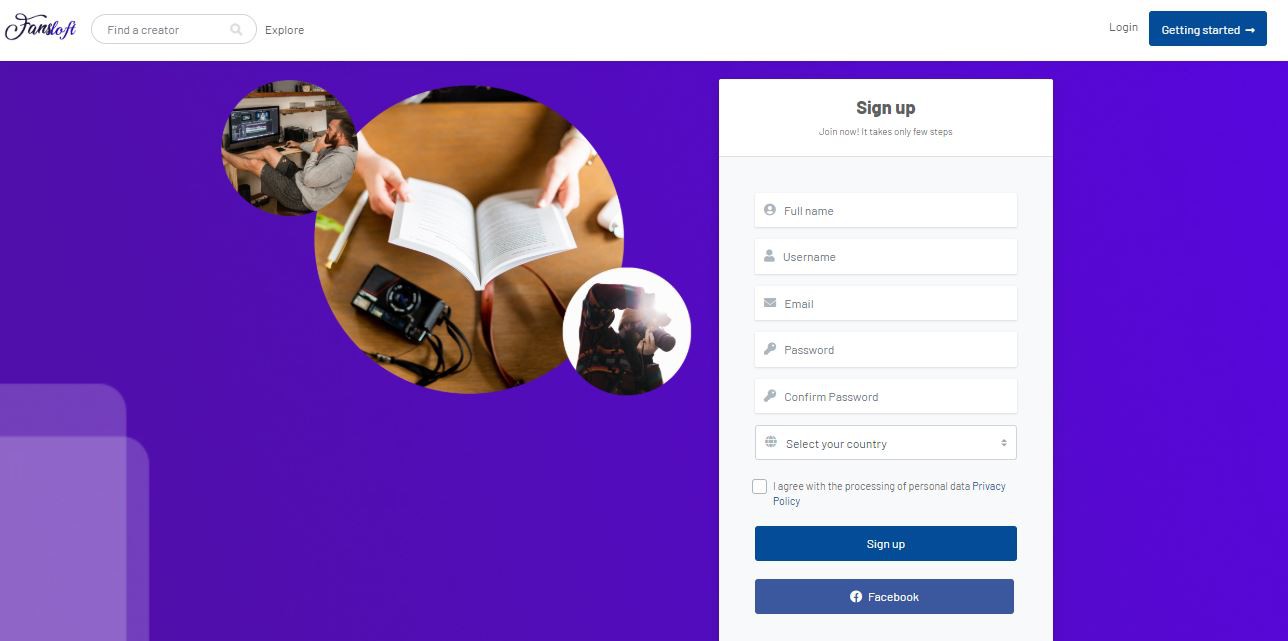 Fansloft
Find a creator
Explore
Login
Getting started →
Sign up
Join now! It takes only few steps
Full name
Username
Email
Password
Confirm Password
Select your country
I agree with the processing of personal data Privacy
Policy
Sign up
Facebook